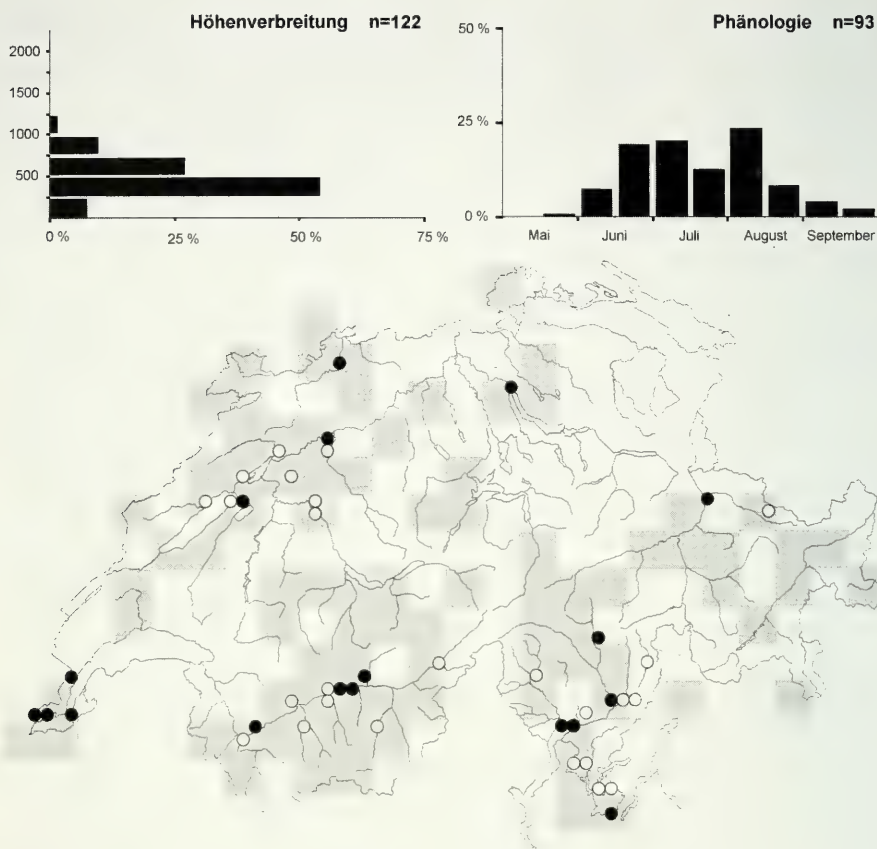 Höhenverbreitung n=122
2000
1500
1000
500
0 % 25 % 50 % 75 %
Phänologie n=93
50 %
25 %
0 %
Mai Juni Juli August September